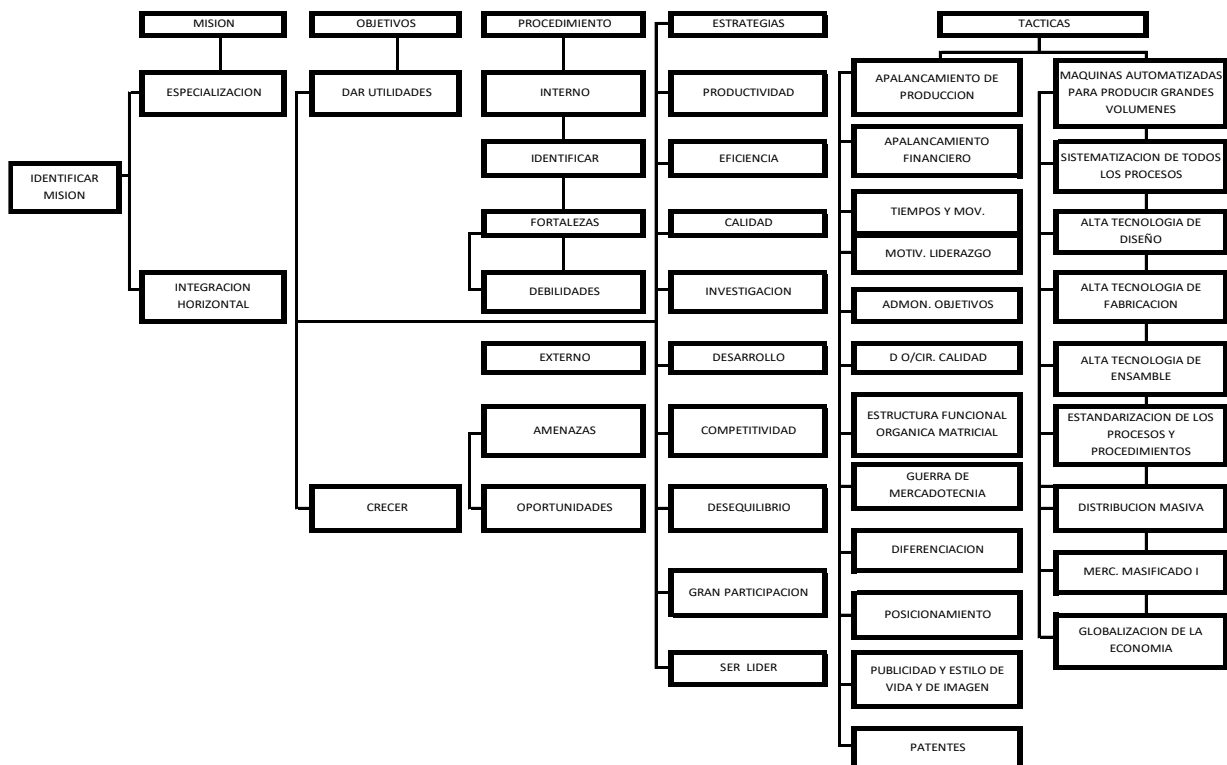 MISION
OBJETIVOS
PROCEDIMIENTO
ESTRATEGIAS
TACTICAS
IDENTIFICAR
MISION
ESPECIALIZACION
INTEGRACION
HORIZONTAL
DAR UTILIDADES
CRECER
INTERNO
IDENTIFICAR
FORTALEZAS
DEBILIDADES
EXTERNO
AMENAZAS
OPORTUNIDADES
PRODUCTIVIDAD
EFICIENCIA
CALIDAD
INVESTIGACION
DESARROLLO
COMPETITIVIDAD
DESEQUILIBRIO
GRAN PARTICIPACION
SER LIDER
APALANCAMIENTO DE
PRODUCCION
APALANCAMIENTO
FINANCIERO
TIEMPOS Y MOV.
MOTIV. LIDERAZGO
ADMON. OBJETIVOS
D O/CIR. CALIDAD
ESTRUCTURA FUNCIONAL
ORGANICA MATRICIAL
GUERRA DE
MERCADOTECNIA
DIFERENCIACION
POSICIONAMIENTO
PUBLICIDAD Y ESTILO DE
VIDA Y DE IMAGEN
PATENTES
MAQUINAS AUTOMATIZADAS
PARA PRODUCIR GRANDES
VOLUMENES
SISTEMATIZACION DE TODOS
LOS PROCESOS
ALTA TECNOLOGIA DE
DISEÑO
ALTA TECNOLOGIA DE
FABRICACION
ALTA TECNOLOGIA DE
ENSAMBLE
ESTANDARIZACION DE LOS
PROCESOS Y
PROCEDIMIENTOS
DISTRIBUCION MASIVA
MERC. MASIFICADO I
GLOBALIZACION DE LA
ECONOMIA